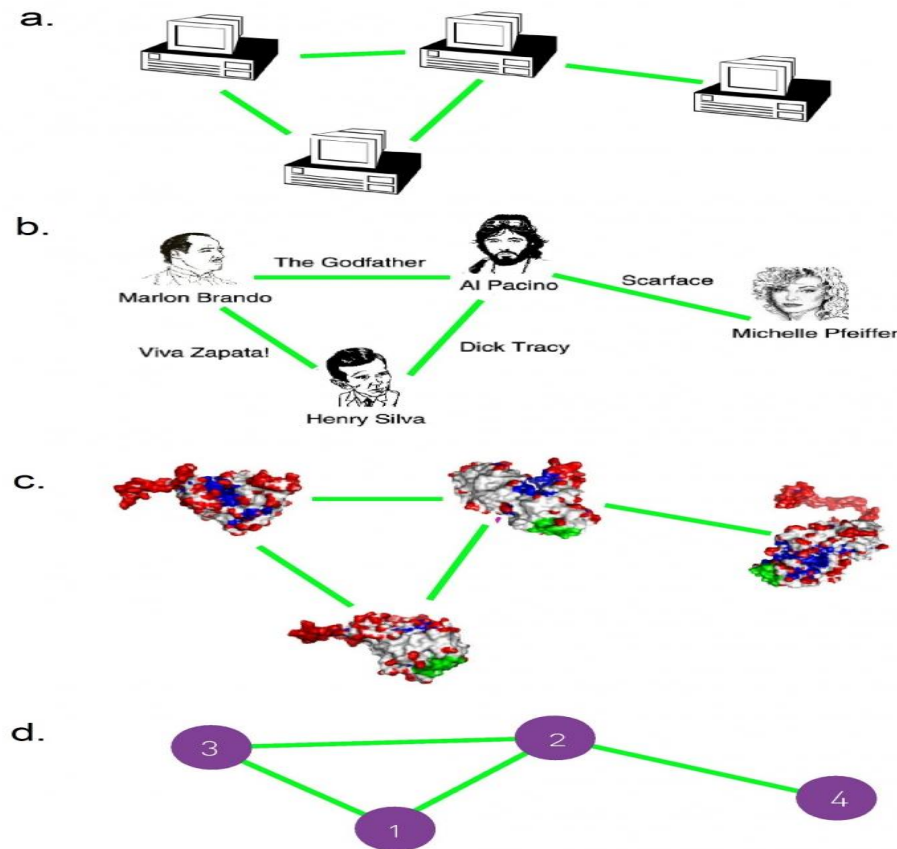 a.
b.
The Godfather
Scarface
Marlon Brando
Al Pacino
Michelle Pfeiffer
Viva Zapata!
Dick Tracy
Henry Silva
c.
d.
3
2
4
1